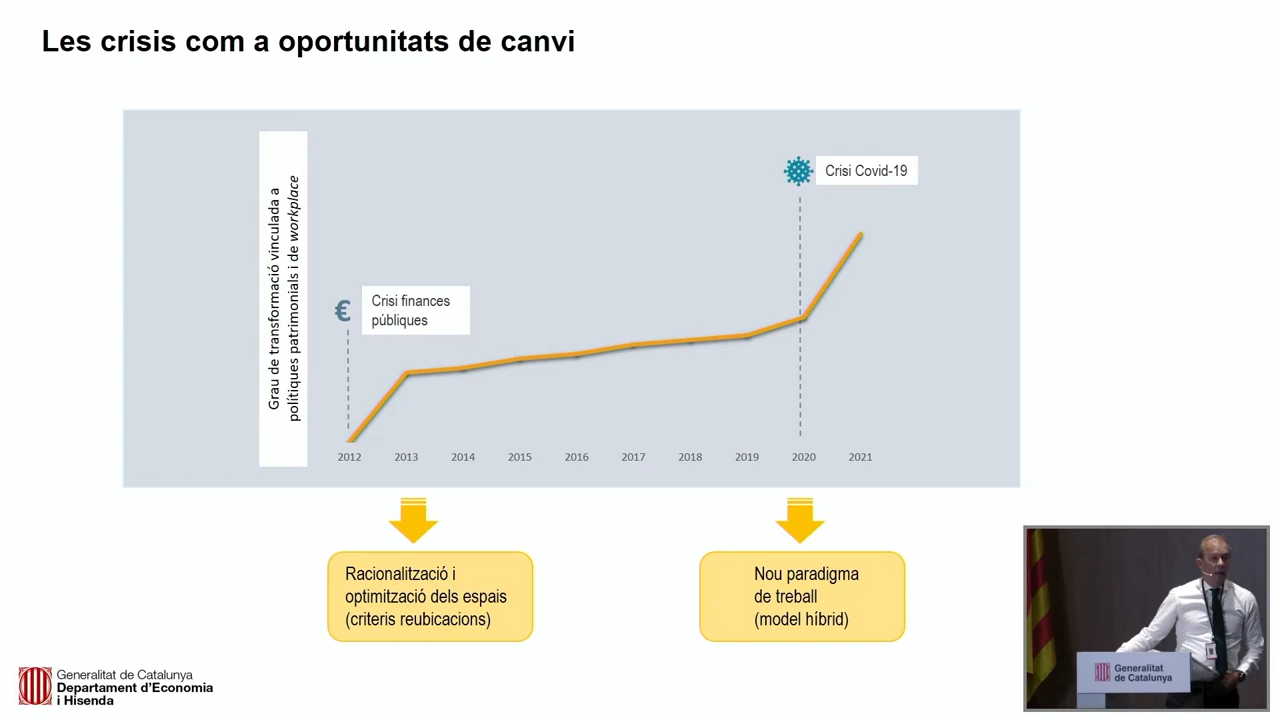 Les crisis com a oportunitats de canvi
Grau de transformació vinculada a
polítiques patrimonials i de workplace
Crisi Covid-19
€
Crisi finances
públiques
2012 2013 2014 2015 2016 2017 2018 2019 2020 2021
Racionalització i
optimització dels espais
(criteris reubicacions)
Nou paradigma
de treball
(model híbrid)
Generalitat de Catalunya
Departament d'Economia
i Hisenda
Generalitat
de Catalunya